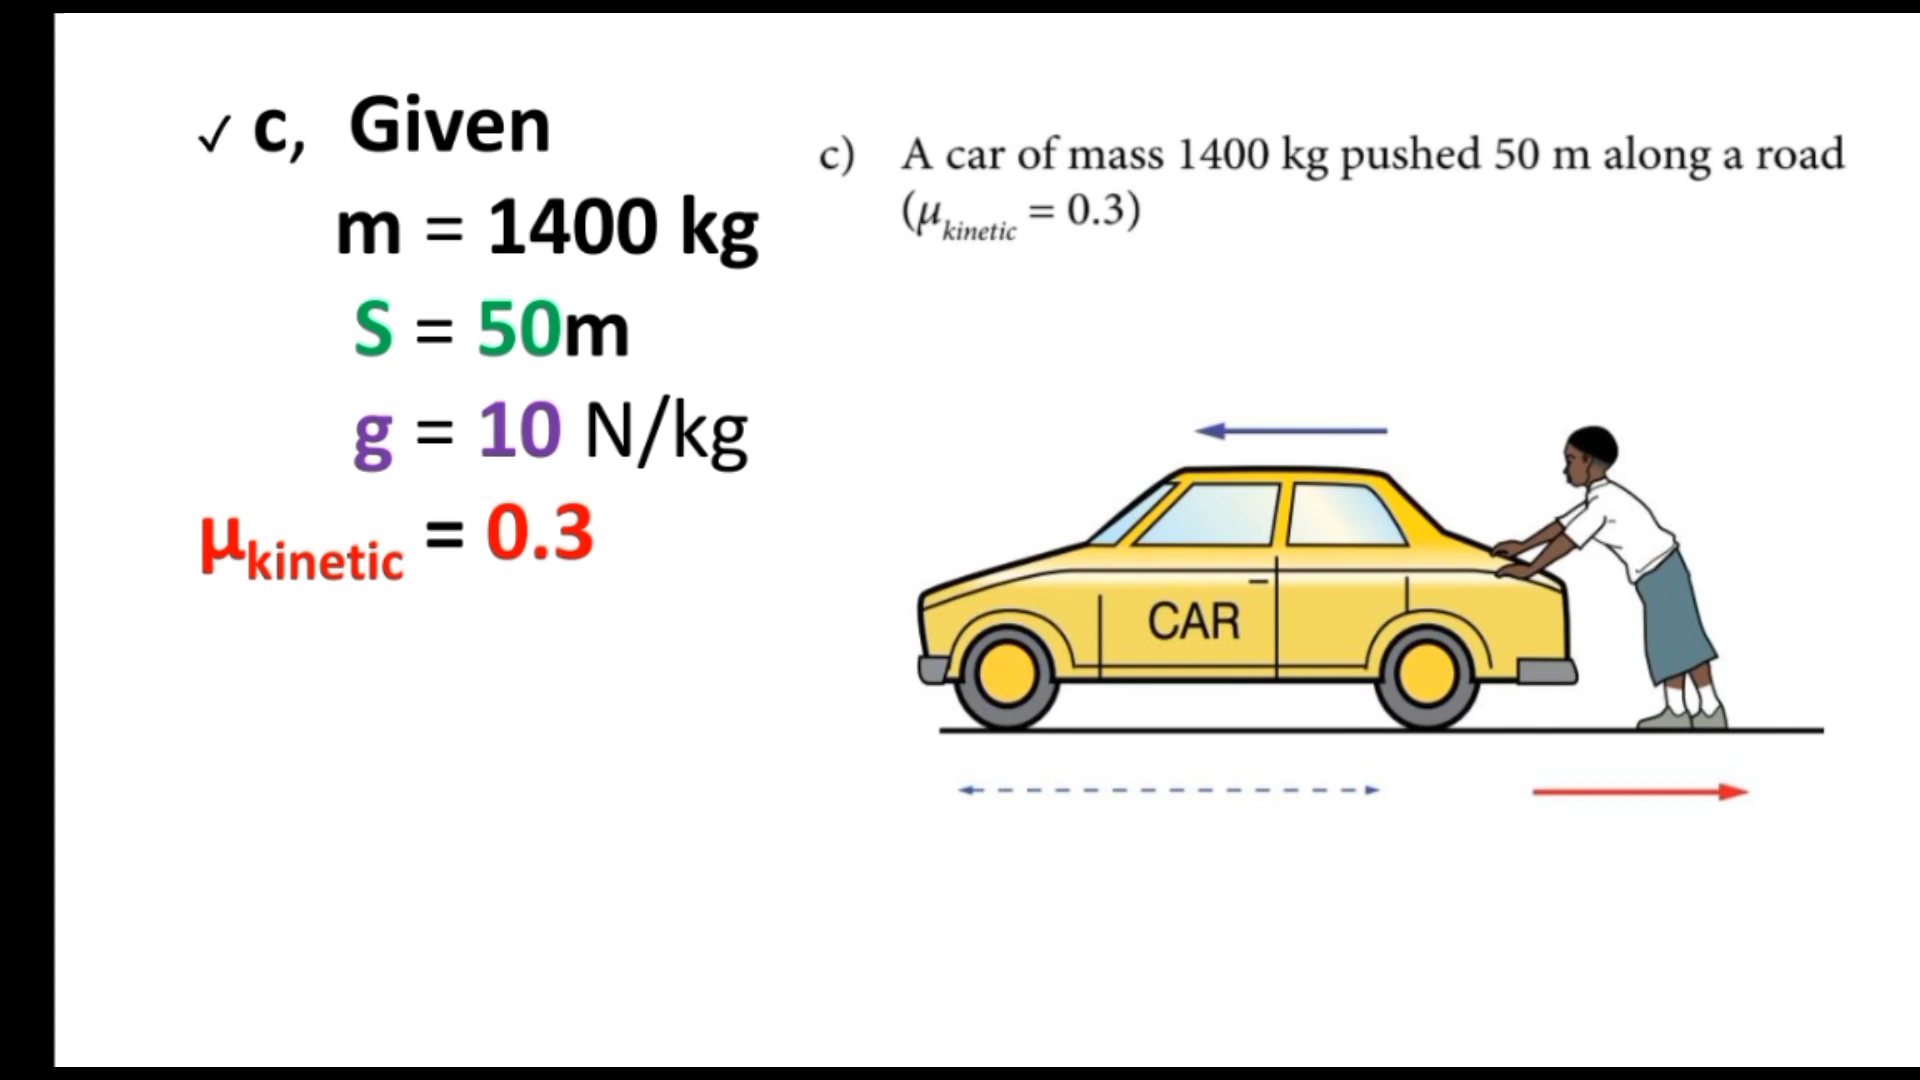 ✓ c, Given
m = 1400 kg
S = 50m
g = 10 N/kg
μkinetic = 0.3
c) A car of mass 1400 kg pushed 50 m along a road
(μkinetic = 0.3)
CAR